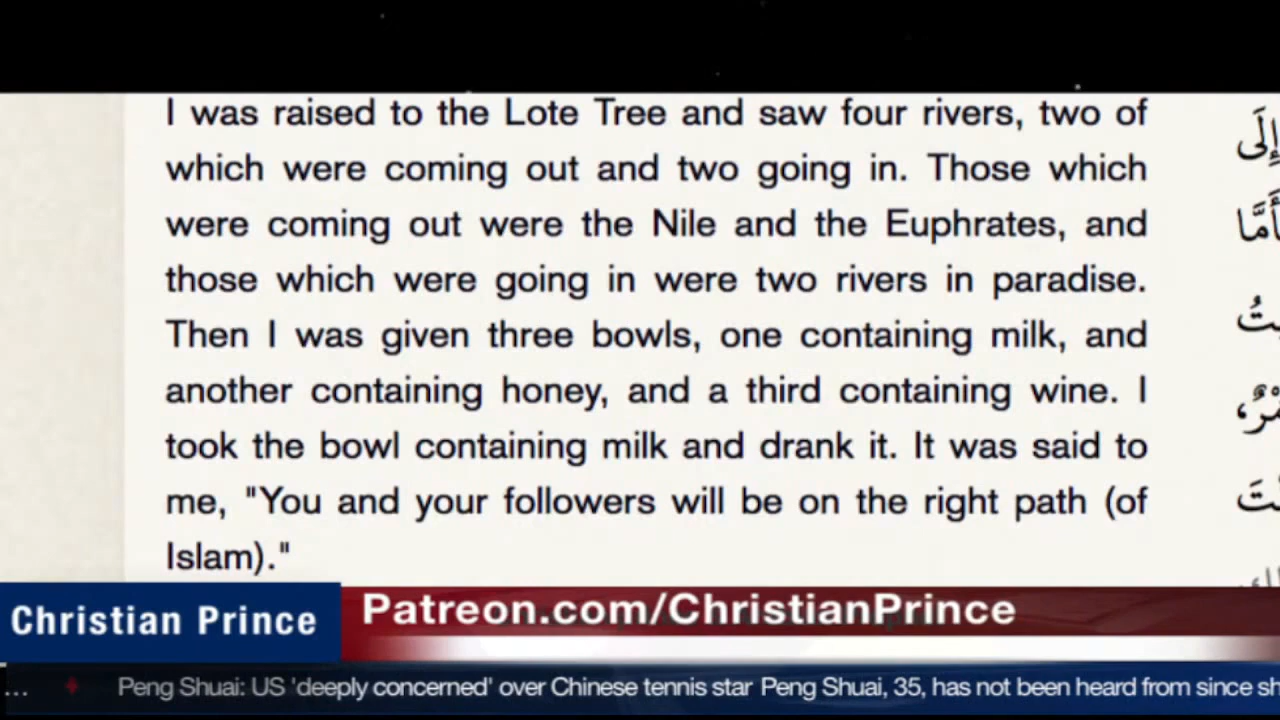 I was raised to the Lote Tree and saw four rivers, two of
which were coming out and two going in. Those which
were coming out were the Nile and the Euphrates, and
those which were going in were two rivers in paradise.
Then I was given three bowls, one containing milk, and
another containing honey, and a third containing wine. I
took the bowl containing milk and drank it. It was said to
me, "You and your followers will be on the right path (of
Islam)."
إِلَى
Christian Prince
Patreon.com/ChristianPrince
... Peng Shuai: US 'deeply concerned' over Chinese tennis star Peng Shuai, 35, has not been heard from since sh